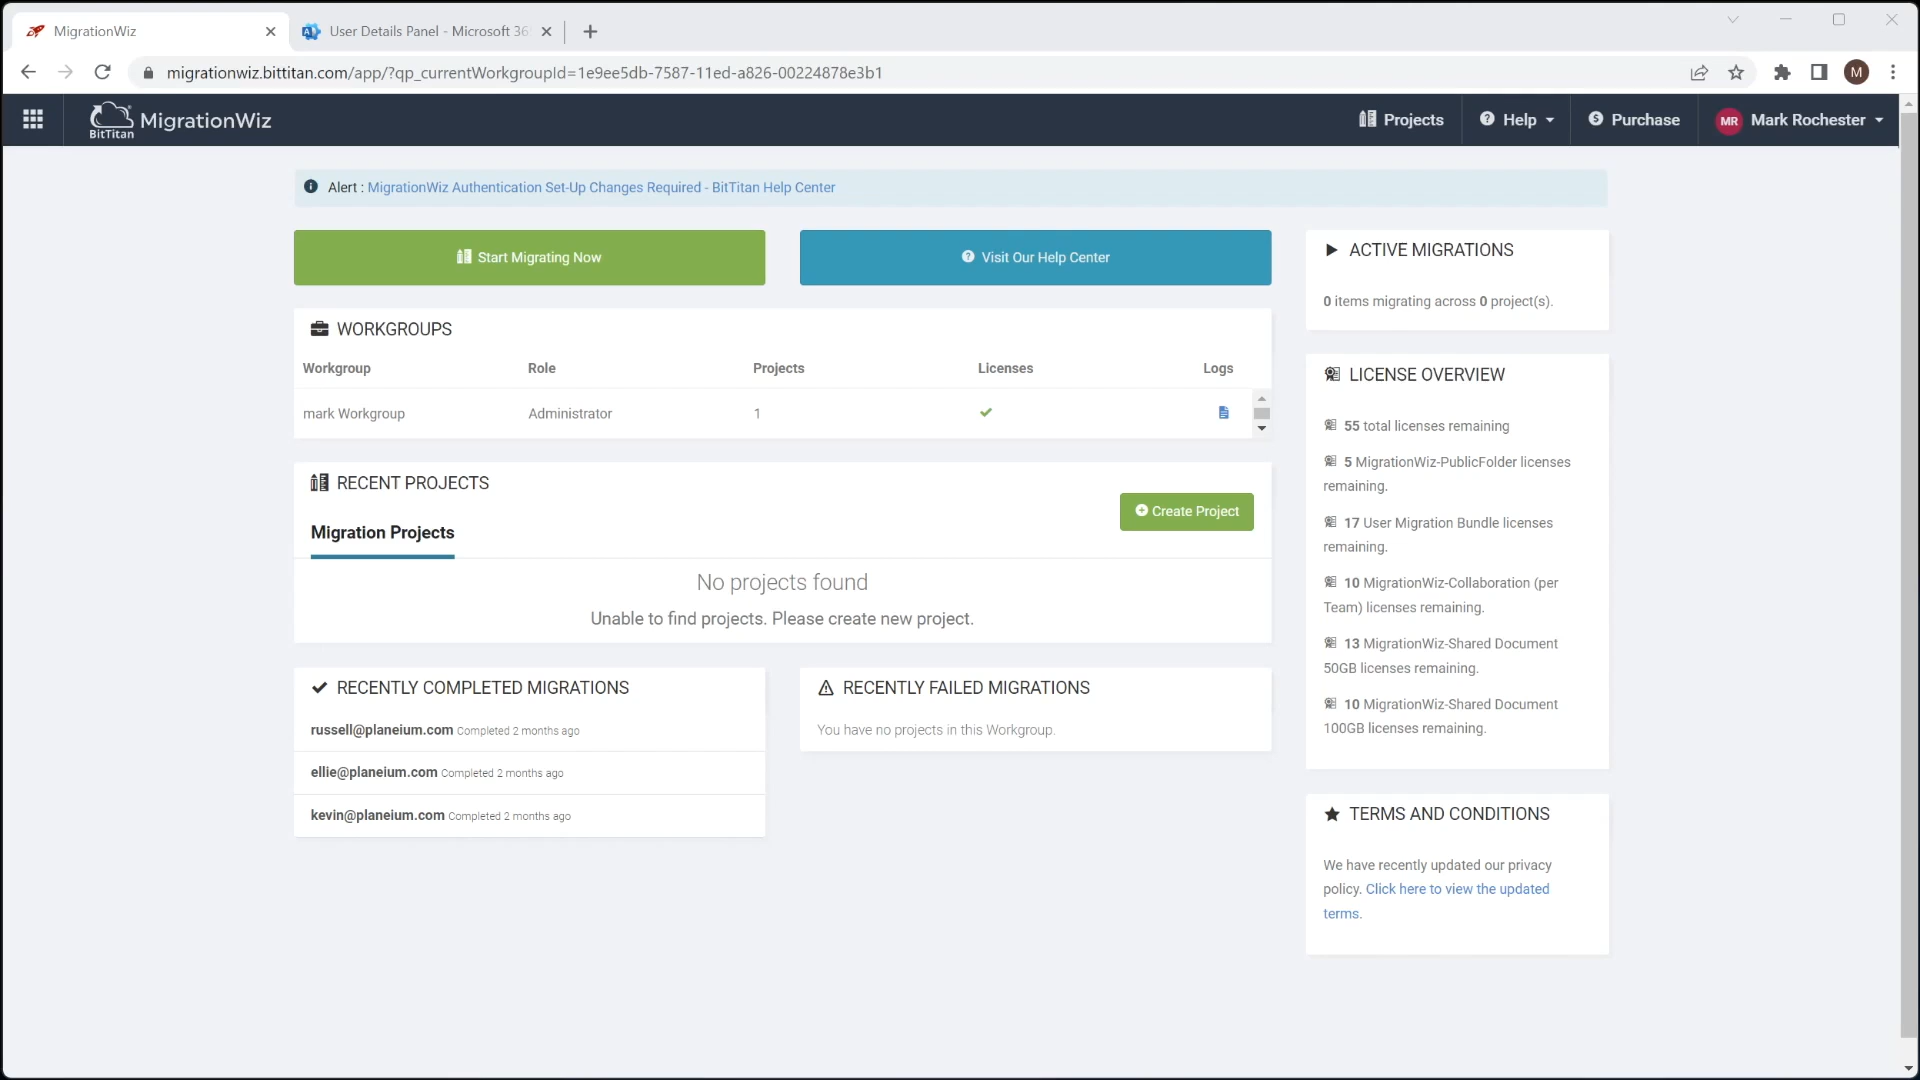 MigrationWiz
User Details Panel - Microsoft 36
migrationwiz.bittitan.com/app/?qp_currentWorkgroupId=1e9ee5db-7587-11ed-a826-00224878e3b1
M
BitTitan MigrationWiz
Projects
Help
Purchase
MR Mark Rochester
Alert : MigrationWiz Authentication Set-Up Changes Required - BitTitan Help Center
Start Migrating Now
Visit Our Help Center
WORKGROUPS
Workgroup Role Projects Licenses Logs
mark Workgroup Administrator 1
RECENT PROJECTS
Create Project
Migration Projects
No projects found
Unable to find projects. Please create new project.
RECENTLY COMPLETED MIGRATIONS
russell@planeium.com Completed 2 months ago
ellie@planeium.com Completed 2 months ago
kevin@planeium.com Completed 2 months ago
RECENTLY FAILED MIGRATIONS
You have no projects in this Workgroup.
ACTIVE MIGRATIONS
0 items migrating across 0 project(s).
LICENSE OVERVIEW
55 total licenses remaining
5 MigrationWiz-PublicFolder licenses
remaining.
17 User Migration Bundle licenses
remaining.
10 MigrationWiz-Collaboration (per
Team) licenses remaining.
13 MigrationWiz-Shared Document
50GB licenses remaining.
10 MigrationWiz-Shared Document
100GB licenses remaining.
TERMS AND CONDITIONS
We have recently updated our privacy
policy. Click here to view the updated
terms.